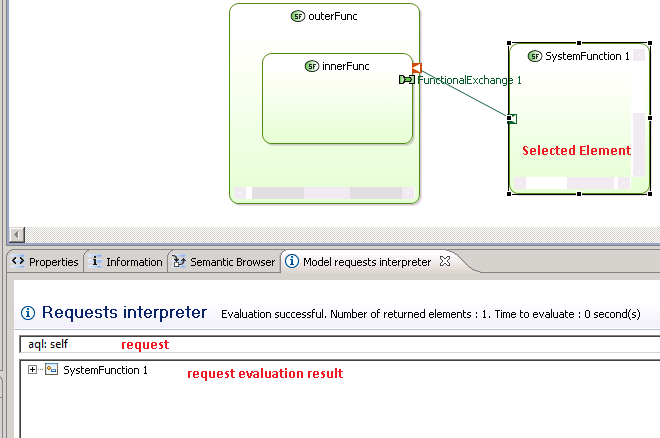 SF outerFunc
SF innerFunc
SF SystemFunction 1
FunctionalExchange 1
Selected Element
Properties
Information
Semantic Browser
Model requests interpreter
Requests interpreter
Evaluation successful. Number of returned elements : 1. Time to evaluate : 0 second(s)
aql: self request
SystemFunction 1 request evaluation result